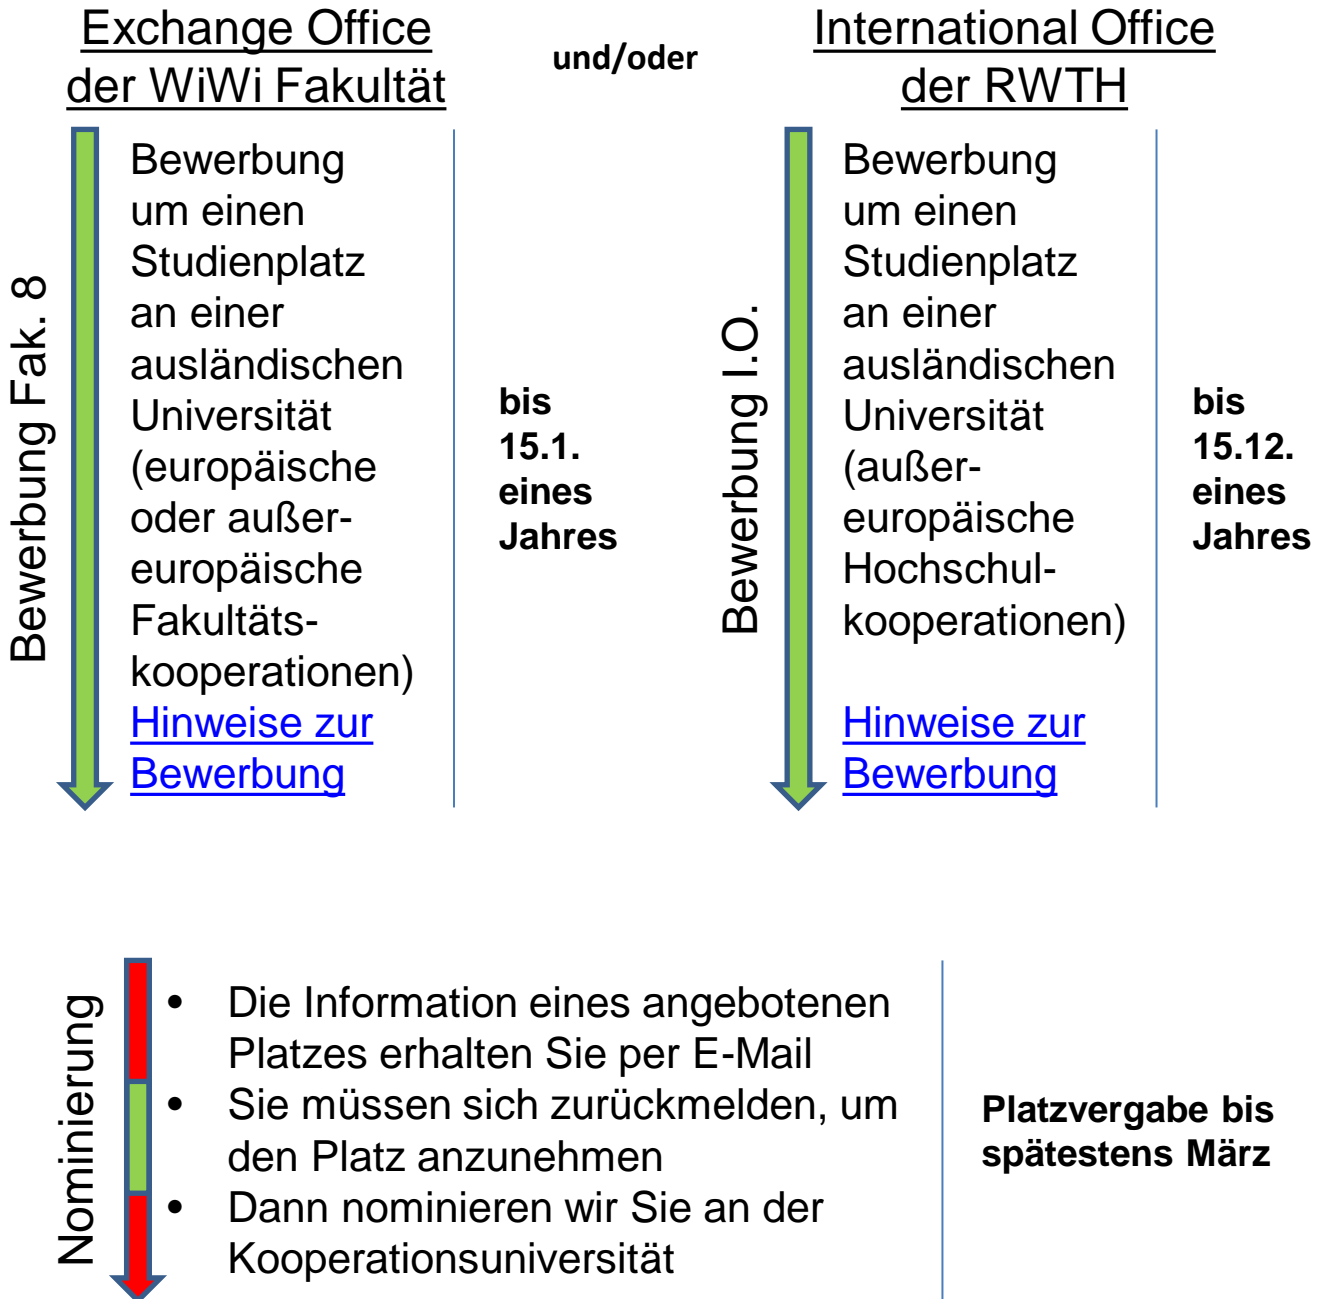 Exchange Office
der WiWi Fakultät
und/oder
International Office
der RWTH
Bewerbung Fak. 8
Bewerbung
um einen
Studienplatz
an einer
ausländischen
Universität
(europäische
oder außer-
europäische
Fakultäts-
kooperationen)
Hinweise zur
Bewerbung
bis
15.1.
eines
Jahres
Bewerbung I.O.
Bewerbung
um einen
Studienplatz
an einer
ausländischen
Universität
(außer-
europäische
Hochschul-
kooperationen)
Hinweise zur
Bewerbung
bis
15.12.
eines
Jahres
Nominierung
• Die Information eines angebotenen
Platzes erhalten Sie per E-Mail
• Sie müssen sich zurückmelden, um
den Platz anzunehmen
• Dann nominieren wir Sie an der
Kooperationsuniversität
Platzvergabe bis
spätestens März